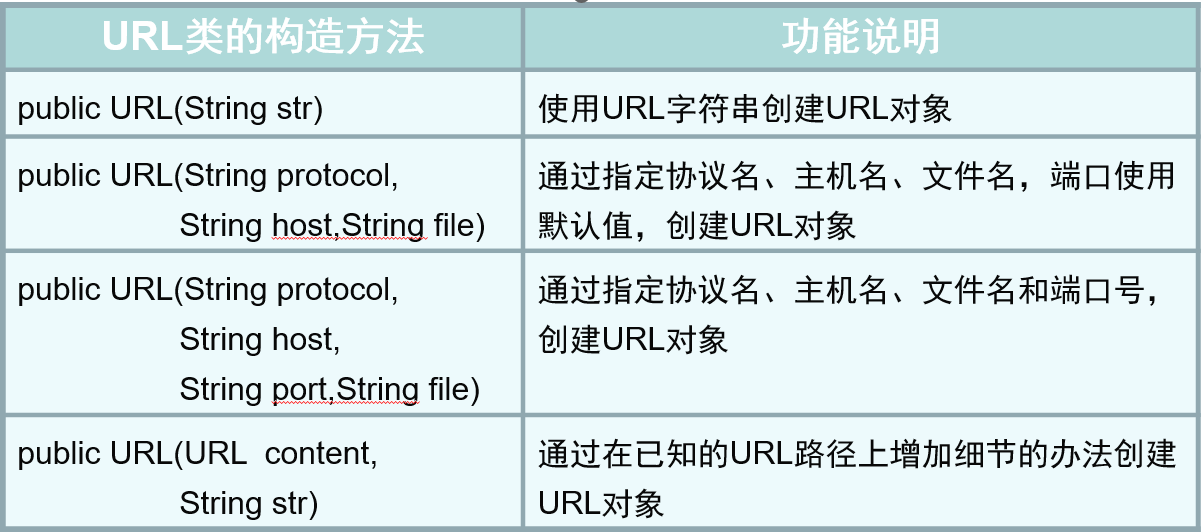 URL类的构造方法
功能说明
public URL(String str)
使用URL字符串创建URL对象
public URL(String protocol,
String host,String file)
通过指定协议名、主机名、文件名，端口使用
默认值，创建URL对象
public URL(String protocol,
String host,
String port,String file)
通过指定协议名、主机名、文件名和端口号，
创建URL对象
public URL(URL  content,
String str)
通过在已知的URL路径上增加细节的办法创建
URL对象